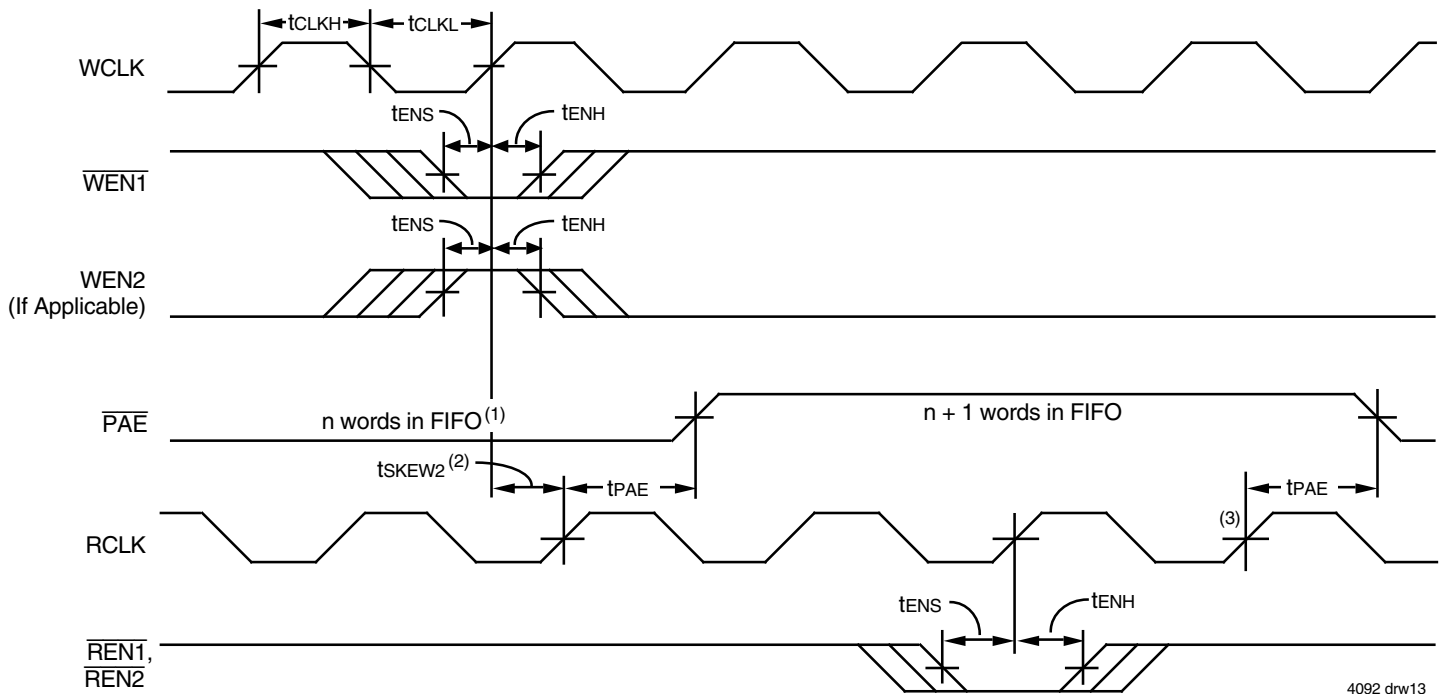 tCLKH tCLKL
WCLK
tENS tENH
WEN1
tENS tENH
WEN2
(If Applicable)
PAE
n words in FIFO(1) n + 1 words in FIFO
tSKEW2(2) tPAE tPAE
RCLK (3)
tENS tENH
REN1,
REN2
4092 drw13